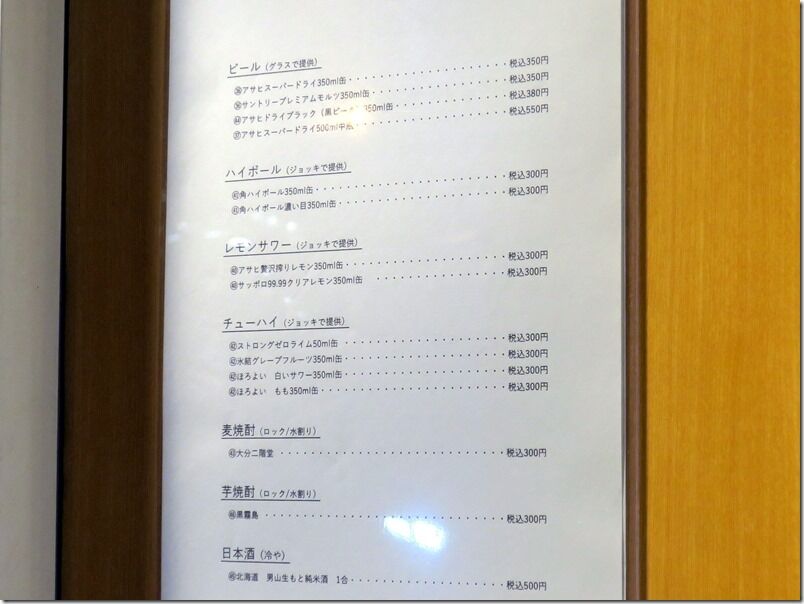 ビール (グラスで提供)
アサヒスーパードライ350ml缶・・・・・・・・・・・・・・・・・・・・税込350円
サントリープレミアムモルツ350ml缶・・・・・・・・・・・・・・・・税込350円
アサヒドライブラック (黒ビール) 350ml缶・・・・・・・・・・・・・・税込380円
㊲アサヒスーパードライ500ml中瓶・・・・・・・・・・・・・・・・・・税込550円
ハイボール (ジョッキで提供)
㊶角ハイボール350ml缶・・・・・・・・・・・・・・・・・・・・・・・・税込300円
㊶角ハイボール濃い目350ml缶・・・・・・・・・・・・・・・・・・・・・税込300円
レモンサワー (ジョッキで提供)
㊵アサヒ贅沢搾りレモン350ml缶・・・・・・・・・・・・・・・・・・・・税込300円
㊵サッポロ99.99クリアレモン350ml缶 ・・・・・・・・・・・・・・・・税込300円
チューハイ (ジョッキで提供)
㊷ストロングゼロライム50ml缶 ・・・・・・・・・・・・・・・・・・・・税込300円
㊷氷結グレープフルーツ350ml缶・・・・・・・・・・・・・・・・・・・・税込300円
㊷ほろよい 白いサワー350ml缶・・・・・・・・・・・・・・・・・・・・税込300円
㊷ほろよい もも350ml缶・・・・・・・・・・・・・・・・・・・・・・・税込300円
麦焼酎 (ロック/水割り)
㊸大分二階堂 ・・・・・・・・・・・・・・・・・・・・・・・・・・・・税込300円
芋焼酎 (ロック/水割り)
黒霧島 ・・・・・・・・・・・・・・・・・・・・・・・・・・・・・・税込300円
日本酒 (冷や)
北海道 男山生もと純米酒 1合・・・・・・・・・・・・・・・・・・・・税込500円